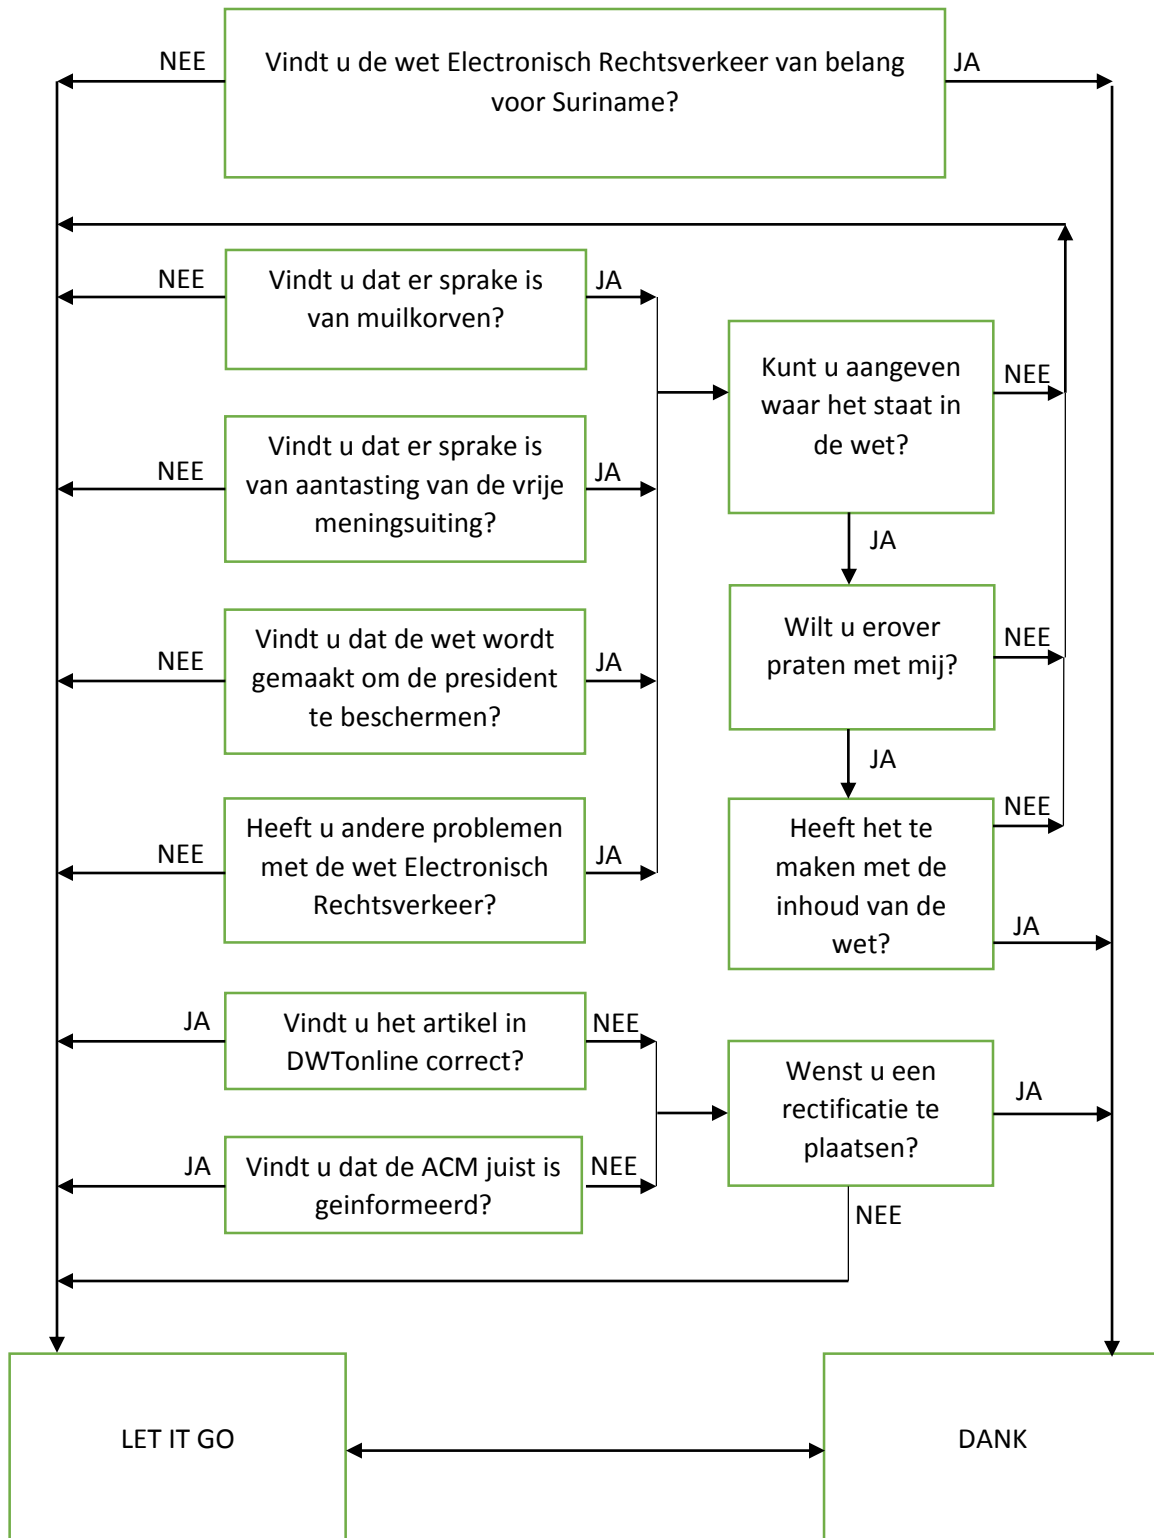 NEE
Vindt u de wet Electronisch Rechtsverkeer van belang
voor Suriname?
JA
NEE
Vindt u dat er sprake is
van muilkorven?
JA
Kunt u aangeven
waar het staat in
de wet?
NEE
NEE
Vindt u dat er sprake is
van aantasting van de vrije
meningsuiting?
JA
JA
NEE
Vindt u dat de wet wordt
gemaakt om de president
te beschermen?
JA
Wilt u erover
praten met mij?
NEE
JA
NEE
Heeft u andere problemen
met de wet Electronisch
Rechtsverkeer?
JA
Heeft het te
maken met de
inhoud van de
wet?
NEE
JA
JA
Vindt u het artikel in
DWTonline correct?
NEE
Wenst u een
rectificatie te
plaatsen?
JA
JA
Vindt u dat de ACM juist is
geinformeerd?
NEE
NEE
LET IT GO
DANK